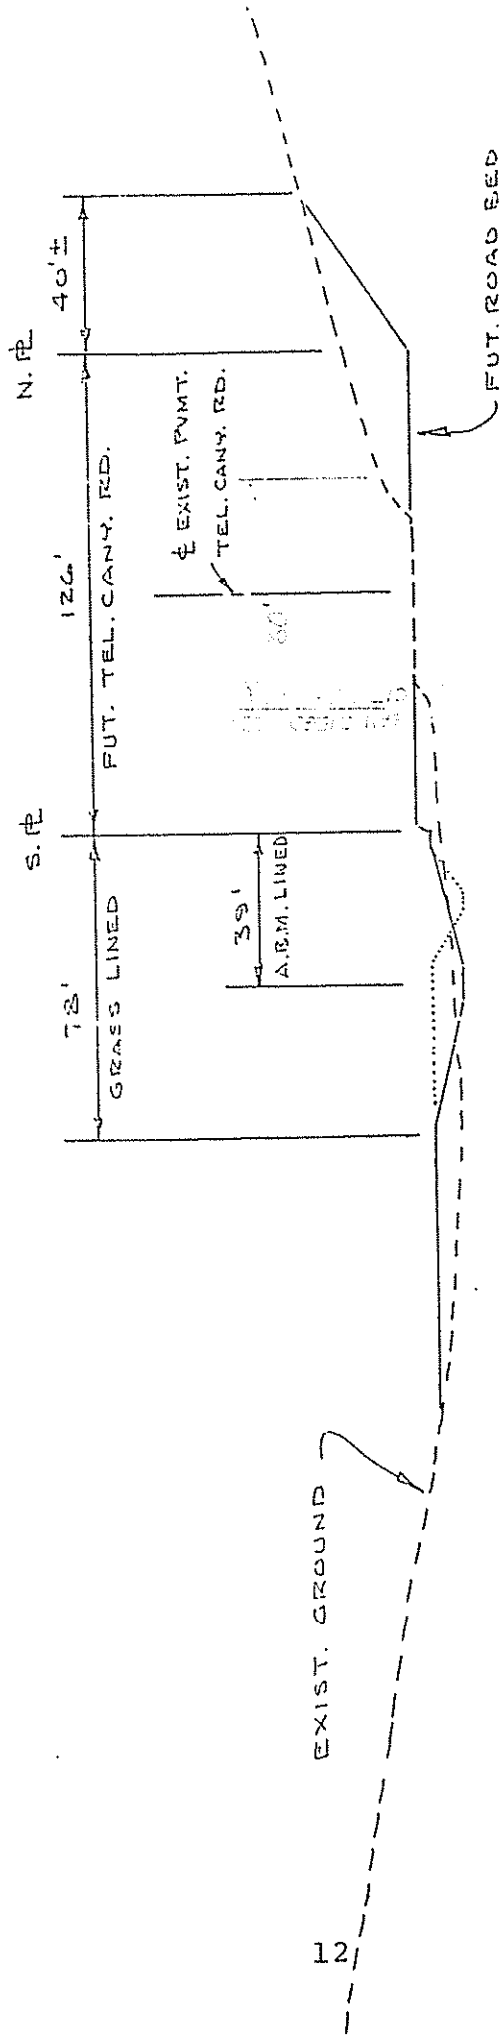 N. ⅊
S. ⅊
40'±
126'
FUT. TEL. CANY. RD.
78'
GRASS LINED
39'
A.B.M. LINED
℄ EXIST. PVMT.
TEL. CANY. RD.
60'
FUT. ROAD BED
EXIST. GROUND
12